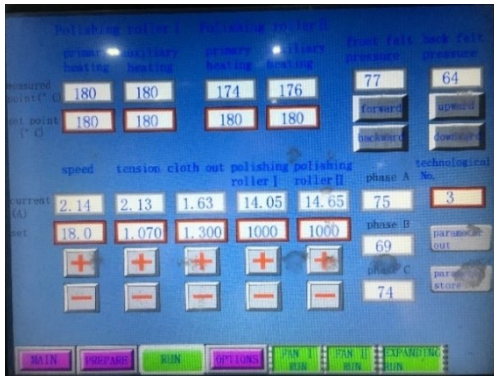 Polishing roller I Polishing roller II
primary auxiliary primary auxiliary front felt back felt
heating heating heating heating pressure pressure
measured
point(° C) 180 180 174 176 77 64
set point
(° C) 180 180 180 180 forward upward
backward downward
speed tension cloth out polishing polishing technological
roller I roller II phase A No.
current
(A) 2.14 2.13 1.63 14.05 14.65 75 3
set 18.0 1.070 1.300 1000 1000 phase B
69
+ + + + + phase C
74
- - - - -
out
store
MAIN PREPARE RUN OPTIONS FAN I RUN FAN II RUN EXPANDING RUN